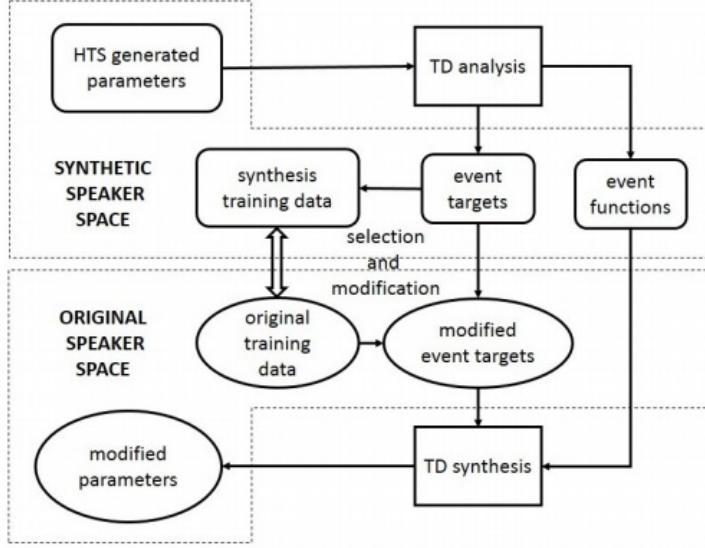 HTS generated
parameters
TD analysis
SYNTHETIC
SPEAKER
SPACE
synthesis
training data
event
targets
event
functions
selection
and
modification
ORIGINAL
SPEAKER
SPACE
original
training
data
modified
event targets
modified
parameters
TD synthesis